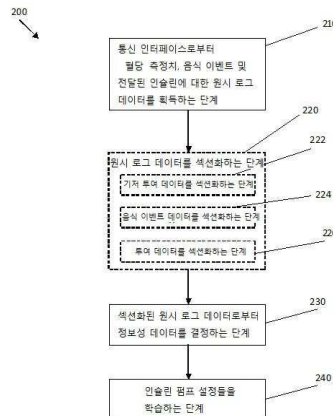 200
210
통신 인터페이스로부터
혈당 측정치, 음식 이벤트 및
전달된 인슐린에 대한 원시 로그
데이터를 획득하는 단계
220
원시 로그 데이터를 섹션화하는 단계
222
기저 투여 데이터를 섹션화하는 단계
224
음식 이벤트 데이터를 섹션화하는 단계
투여 데이터를 섹션화하는 단계
230
섹션화된 원시 로그 데이터로부터
정보성 데이터를 결정하는 단계
240
인슐린 펌프 설정들을
학습하는 단계